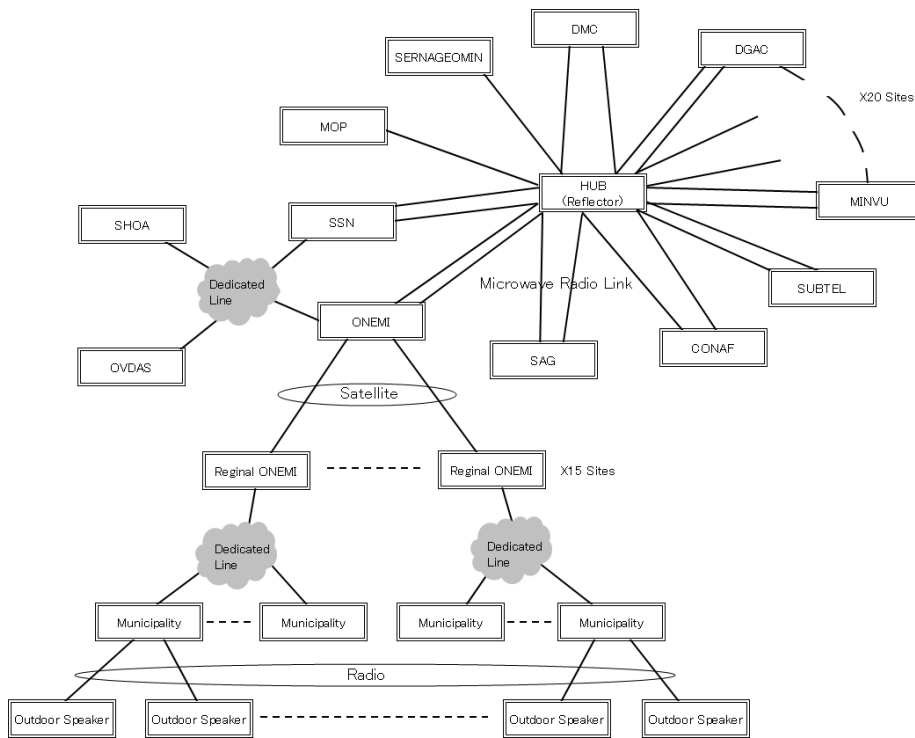 DMC
SERNAGEOMIN
DGAC
X20 Sites
MOP
HUB
(Reflector)
MINVU
SHOA
SSN
Dedicated
Line
Microwave Radio Link
SUBTEL
ONEMI
OVDAS
SAG
CONAF
Satellite
Reginal ONEMI
Reginal ONEMI
X15 Sites
Dedicated
Line
Dedicated
Line
Municipality
Municipality
Municipality
Municipality
Radio
Outdoor Speaker
Outdoor Speaker
Outdoor Speaker
Outdoor Speaker